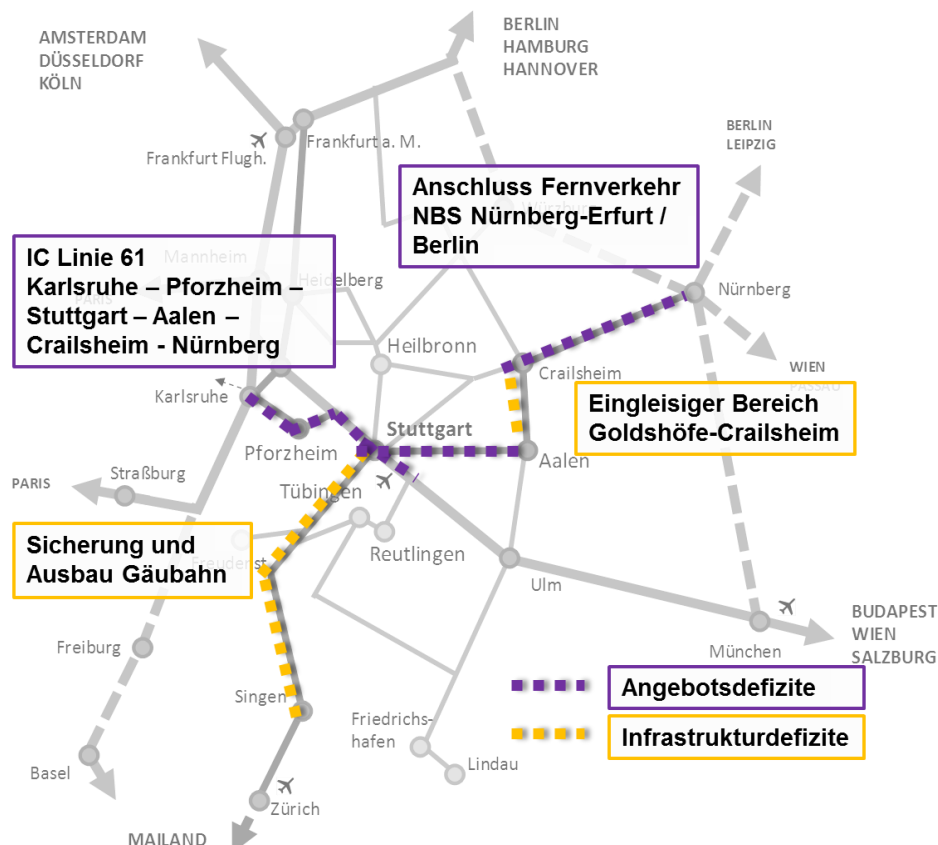 AMSTERDAM
DÜSSELDORF
KÖLN
BERLIN
HAMBURG
HANNOVER
BERLIN
LEIPZIG
Frankfurt Flugh.
Frankfurt a. M.
Anschluss Fernverkehr
NBS Nürnberg-Erfurt /
Berlin
Würzburg
IC Linie 61
Karlsruhe – Pforzheim –
Stuttgart – Aalen –
Crailsheim - Nürnberg
Mannheim
Heidelberg
PARIS
Nürnberg
Heilbronn
Crailsheim
WIEN
PASSAU
Karlsruhe
Eingleisiger Bereich
Goldshöfe-Crailsheim
Stuttgart
Pforzheim
Aalen
PARIS
Straßburg
Tübingen
Sicherung und
Ausbau Gäubahn
Freudenst.
Reutlingen
Ulm
BUDAPEST
WIEN
SALZBURG
München
Freiburg
Singen
Angebotsdefizite
Friedrichs-
hafen
Infrastrukturdefizite
Lindau
Basel
Zürich
MAILAND